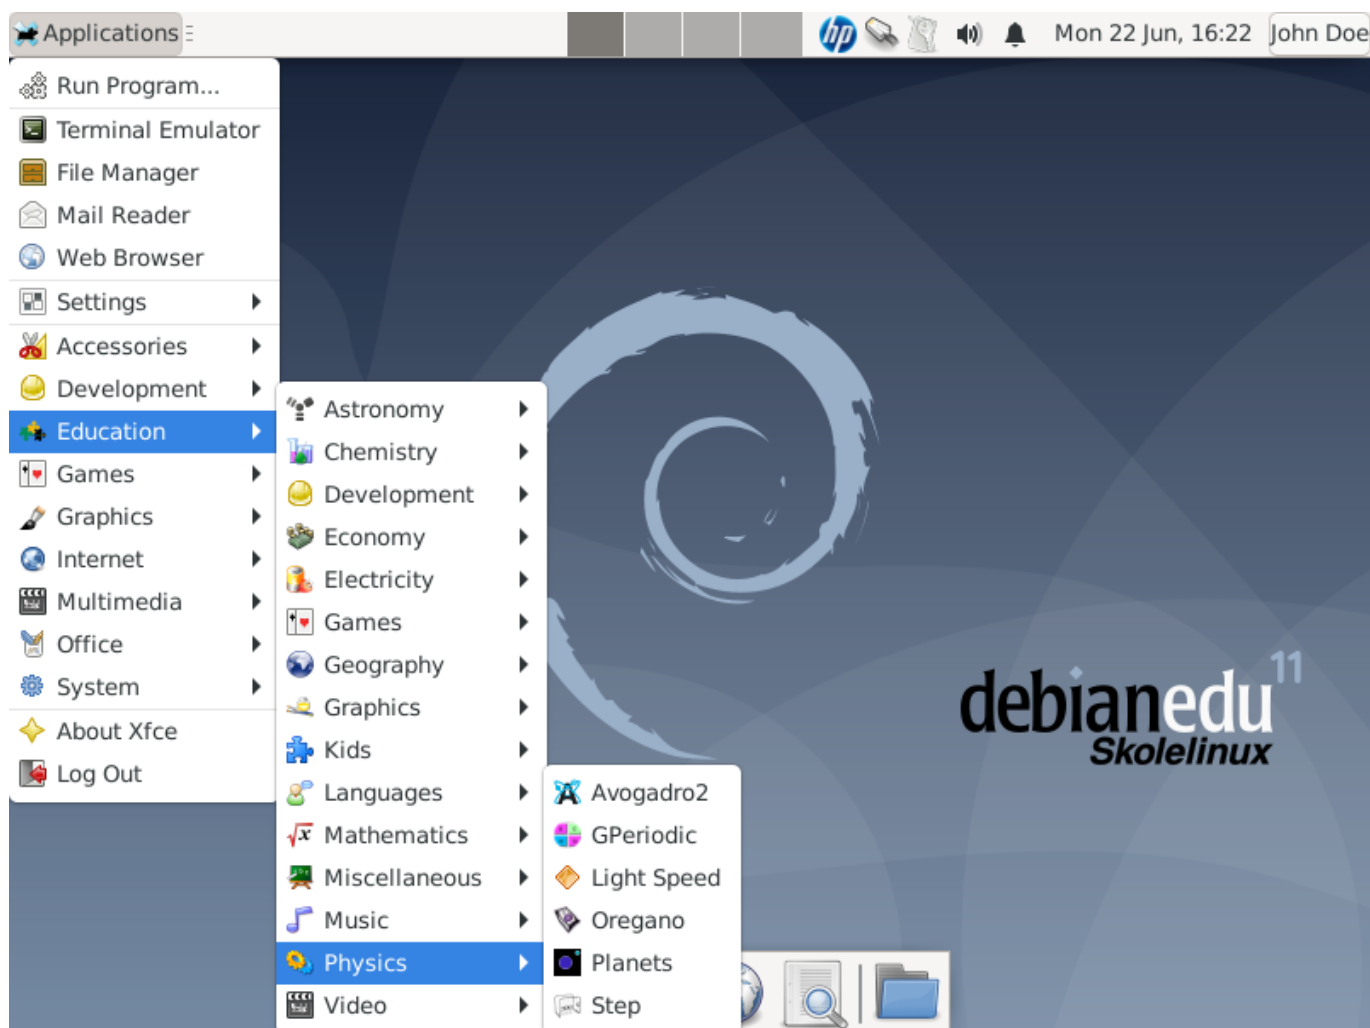 Applications
hp
Mon 22 Jun, 16:22
John Doe
Run Program...
Terminal Emulator
File Manager
Mail Reader
Web Browser
Settings
Accessories
Development
Education
Games
Graphics
Internet
Multimedia
Office
System
About Xfce
Log Out
Astronomy
Chemistry
Development
Economy
Electricity
Games
Geography
Graphics
Kids
Languages
Mathematics
Miscellaneous
Music
Physics
Video
Avogadro2
GPeriodic
Light Speed
Oregano
Planets
Step
debianedu 11
Skolelinux